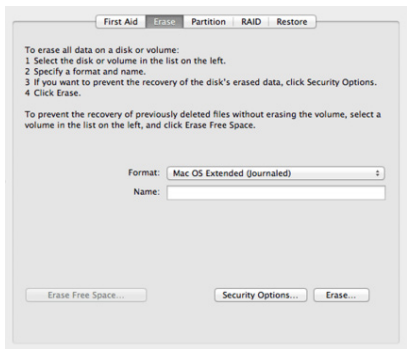 First Aid Erase Partition RAID Restore
To erase all data on a disk or volume:
1 Select the disk or volume in the list on the left.
2 Specify a format and name.
3 If you want to prevent the recovery of the disk's erased data, click Security Options.
4 Click Erase.
To prevent the recovery of previously deleted files without erasing the volume, select a
volume in the list on the left, and click Erase Free Space.
Format: Mac OS Extended (Journaled)
Name:
Erase Free Space... Security Options... Erase...